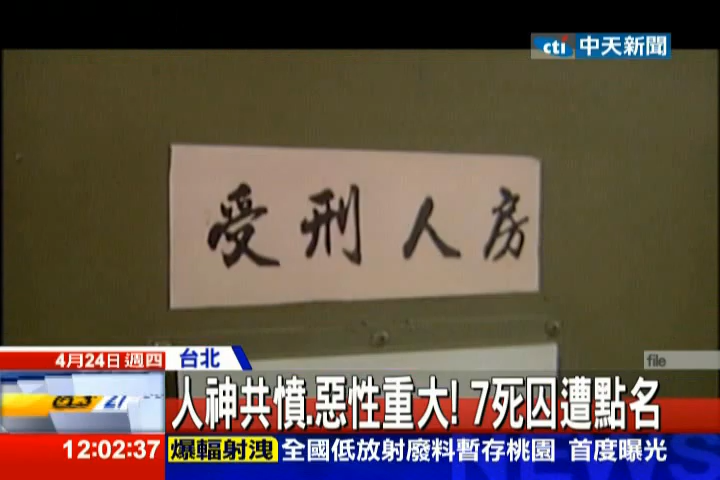 cti 中天新聞
受刑人房
file
4月24日 週四 台北
人神共憤.惡性重大! 7死囚遭點名
12:02:37 爆輻射洩 全國低放射廢料暫存桃園 首度曝光
NEWS